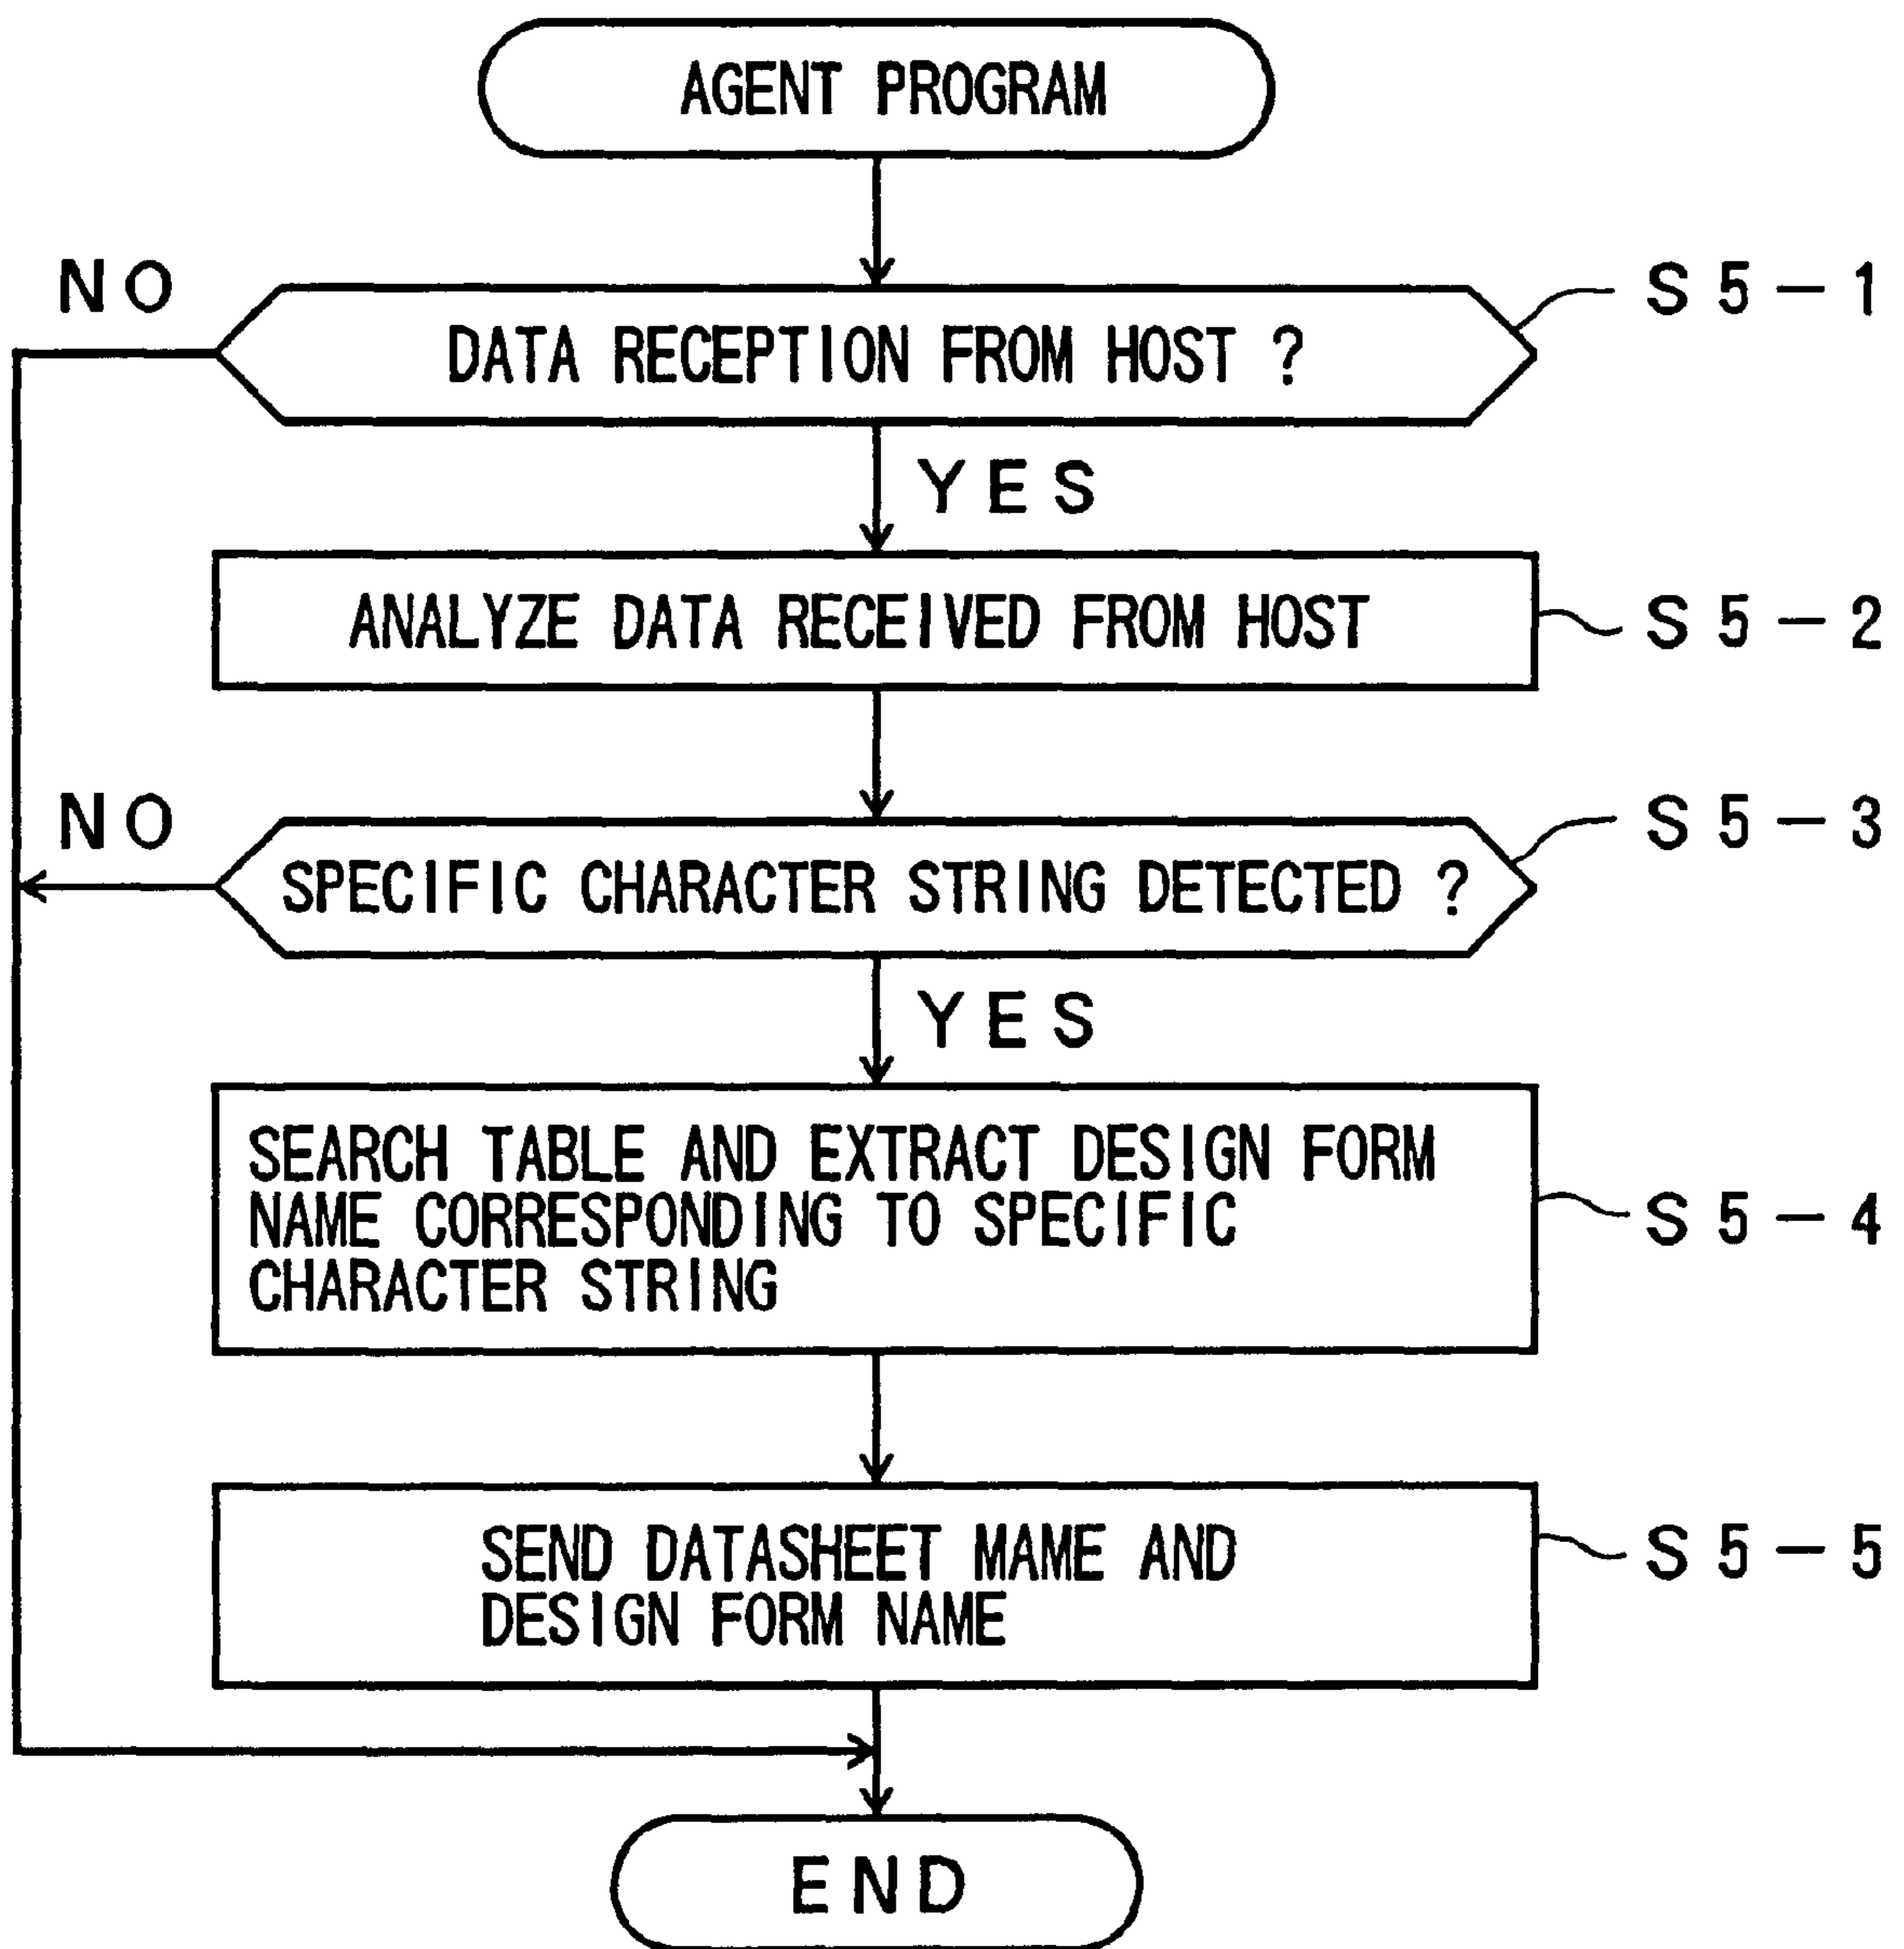 AGENT PROGRAM
NO
S5-1
DATA RECEPTION FROM HOST ?
YES
ANALYZE DATA RECEIVED FROM HOST
S5-2
NO
S5-3
SPECIFIC CHARACTER STRING DETECTED ?
YES
SEARCH TABLE AND EXTRACT DESIGN FORM
NAME CORRESPONDING TO SPECIFIC
CHARACTER STRING
S5-4
SEND DATASHEET MAME AND
DESIGN FORM NAME
S5-5
END